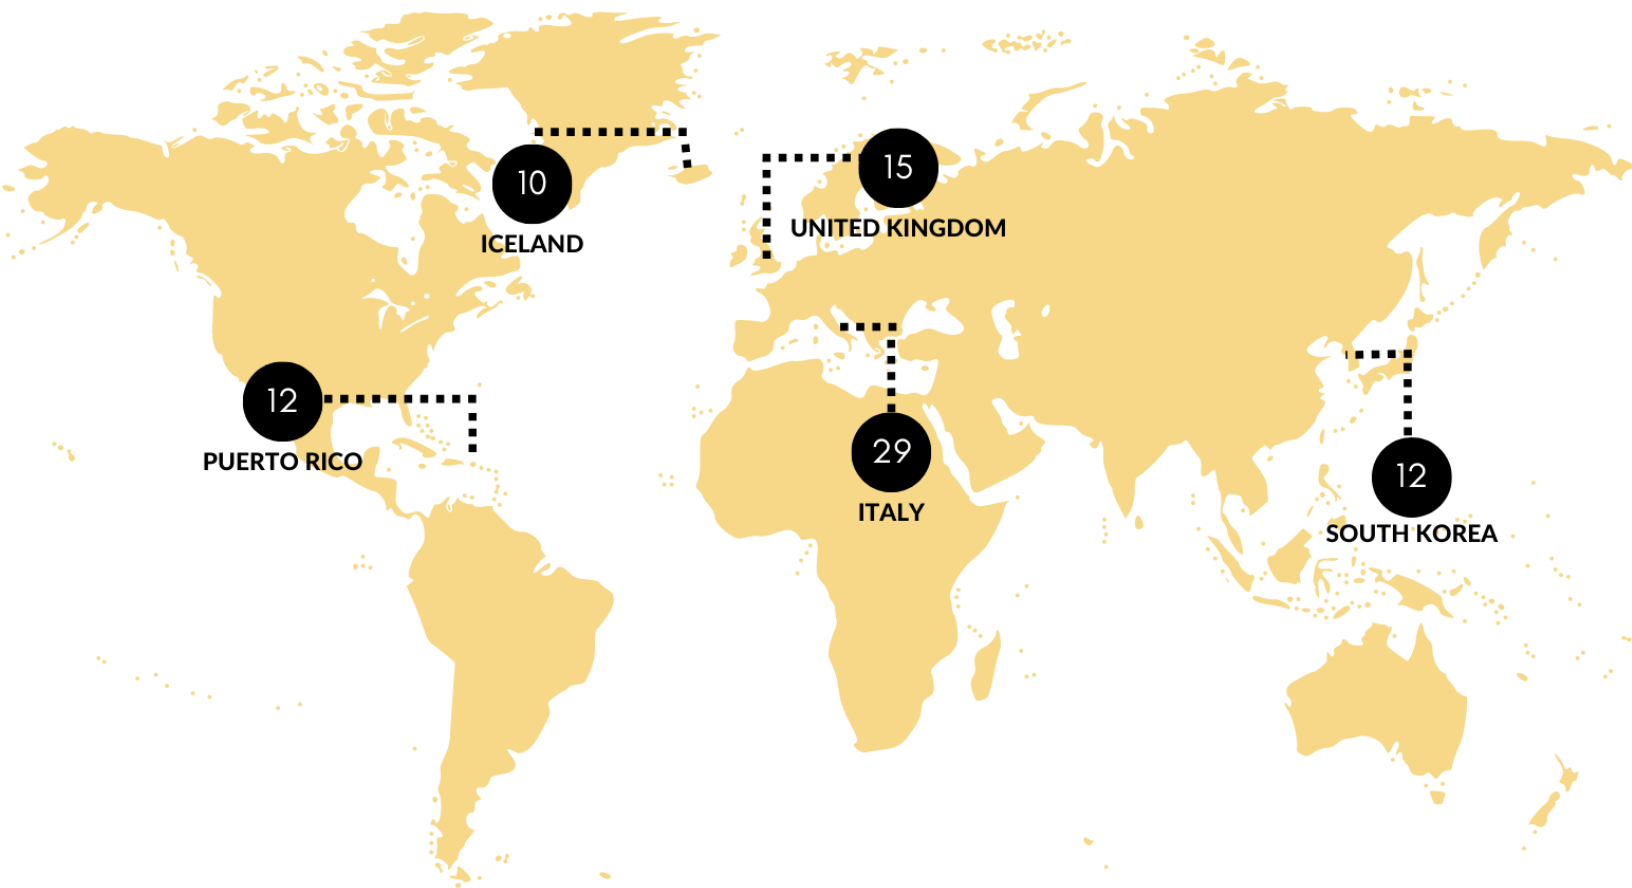 10
ICELAND
15
UNITED KINGDOM
12
PUERTO RICO
29
ITALY
12
SOUTH KOREA